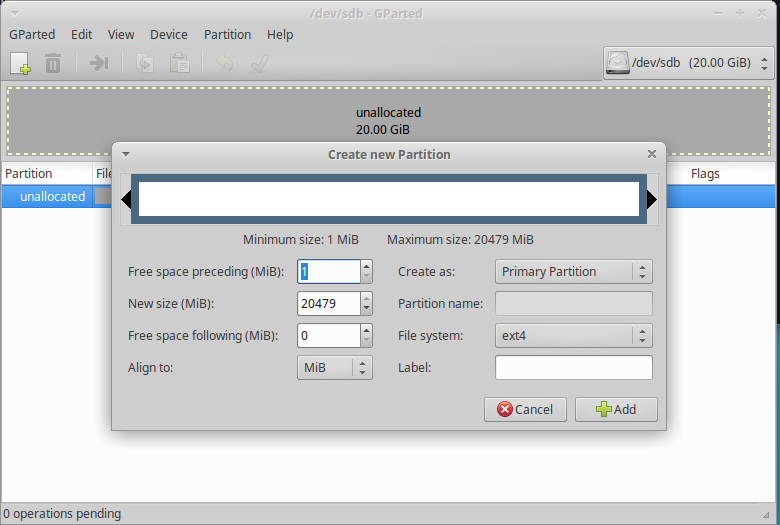 /dev/sdb - GParted
GParted Edit View Device Partition Help
/dev/sdb (20.00 GiB)
unallocated
20.00 GiB
Partition Flags
unallocated
Create new Partition
Minimum size: 1 MiB Maximum size: 20479 MiB
Free space preceding (MiB): 1 Create as: Primary Partition
New size (MiB): 20479 Partition name:
Free space following (MiB): 0 File system: ext4
Align to: MiB Label:
Cancel Add
0 operations pending